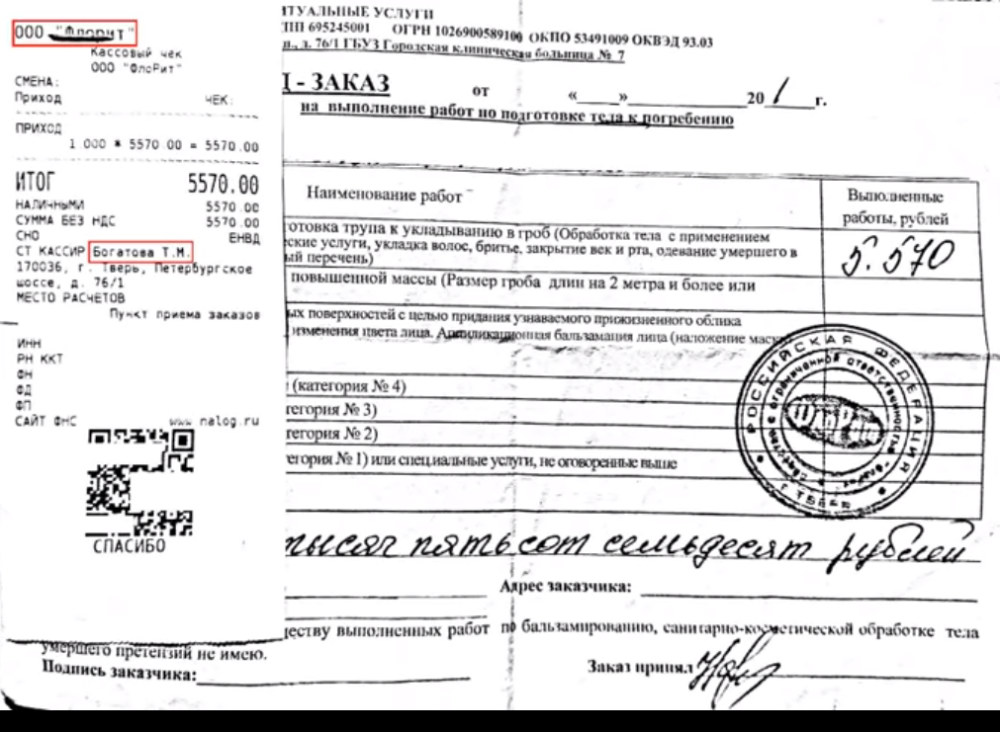 ООО "Флорит"
Кассовый чек
ООО "ФлоРит"
СМЕНА:
Приход ЧЕК:
ПРИХОД
1.000 * 5570.00 = 5570.00
ИТОГ 5570.00
НАЛИЧНЫМИ 5570.00
СУММА БЕЗ НДС 5570.00
СНО ЕНВД
СТ КАССИР Богатова Т.М.
170036, г. Тверь, Петербургское
шоссе, д. 76/1
МЕСТО РАСЧЕТОВ
Пункт приема заказов
ИНН
РН ККТ
ФН
ФД
ФП
САЙТ ФНС www.nalog.ru
СПАСИБО
ИТУАЛЬНЫЕ УСЛУГИ
ПП 695245001 ОГРН 1026900589100 ОКПО 53491009 ОКВЭД 93.03
п., д. 76/1 ГБУЗ Городская клиническая больница № 7
Д - ЗАКАЗ от «____»____________20 1 г.
на выполнение работ по подготовке тела к погребению
Наименование работ
Выполненные
работы, рублей
отовка трупа к укладыванию в гроб (Обработка тела с применением
ские услуги, укладка волос, бритье, закрытие век и рта, одевание умершего в
ый перечень)
5.570
повышенной массы (Размер гроба длин на 2 метра и более или
ых поверхностей с целью придания узнаваемого прижизненного облика
изменения цвета лица. Аппликационная бальзамация лица (наложение маск
(категория № 4)
тегория № 3)
тегория № 2)
тегория № 1) или специальные услуги, не оговоренные выше
РОССИЙСКАЯ ФЕДЕРАЦИЯ
г. ТВЕРЬ
ограниченной ответственностью
тысяч пятьсот семьдесят рублей
Адрес заказчика:
честву выполненных работ по бальзамированию, санитарно-косметической обработке тела
умершего претензий не имею.
Подпись заказчика:
Заказ принял